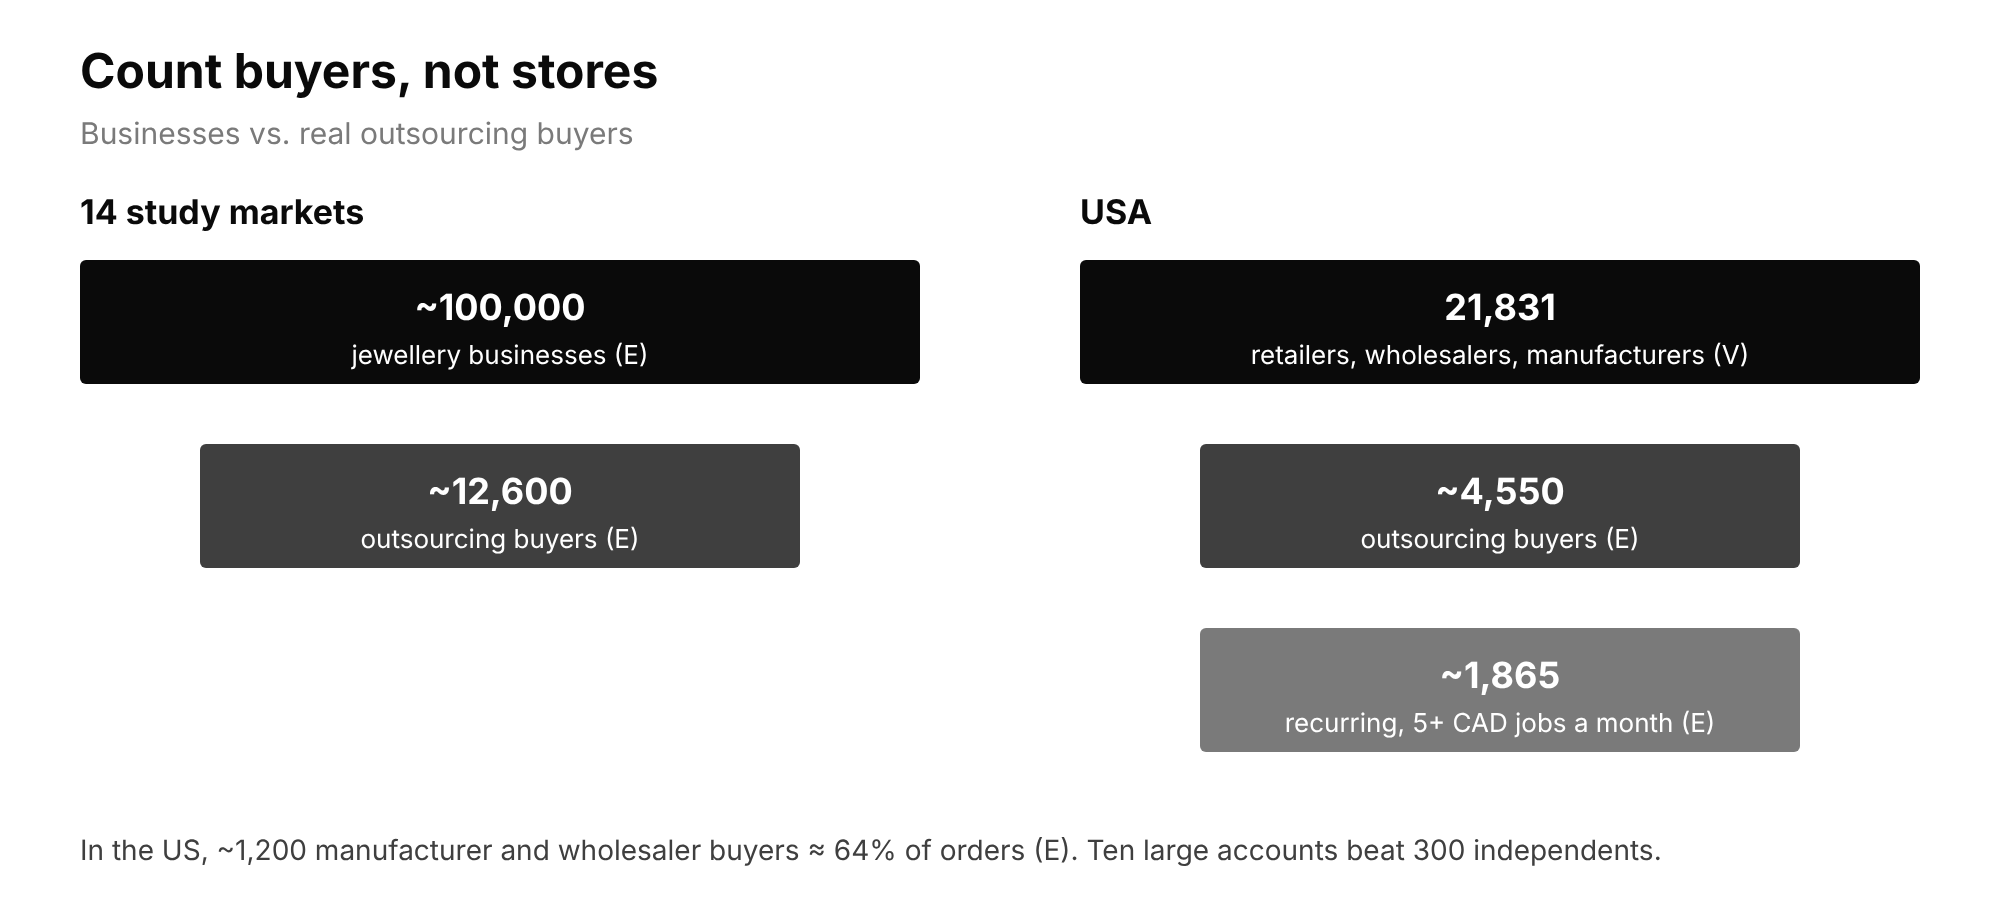 Count buyers, not stores
Businesses vs. real outsourcing buyers
14 study markets
~100,000
jewellery businesses (E)
~12,600
outsourcing buyers (E)
USA
21,831
retailers, wholesalers, manufacturers (V)
~4,550
outsourcing buyers (E)
~1,865
recurring, 5+ CAD jobs a month (E)
In the US, ~1,200 manufacturer and wholesaler buyers ≈ 64% of orders (E). Ten large accounts beat 300 independents.